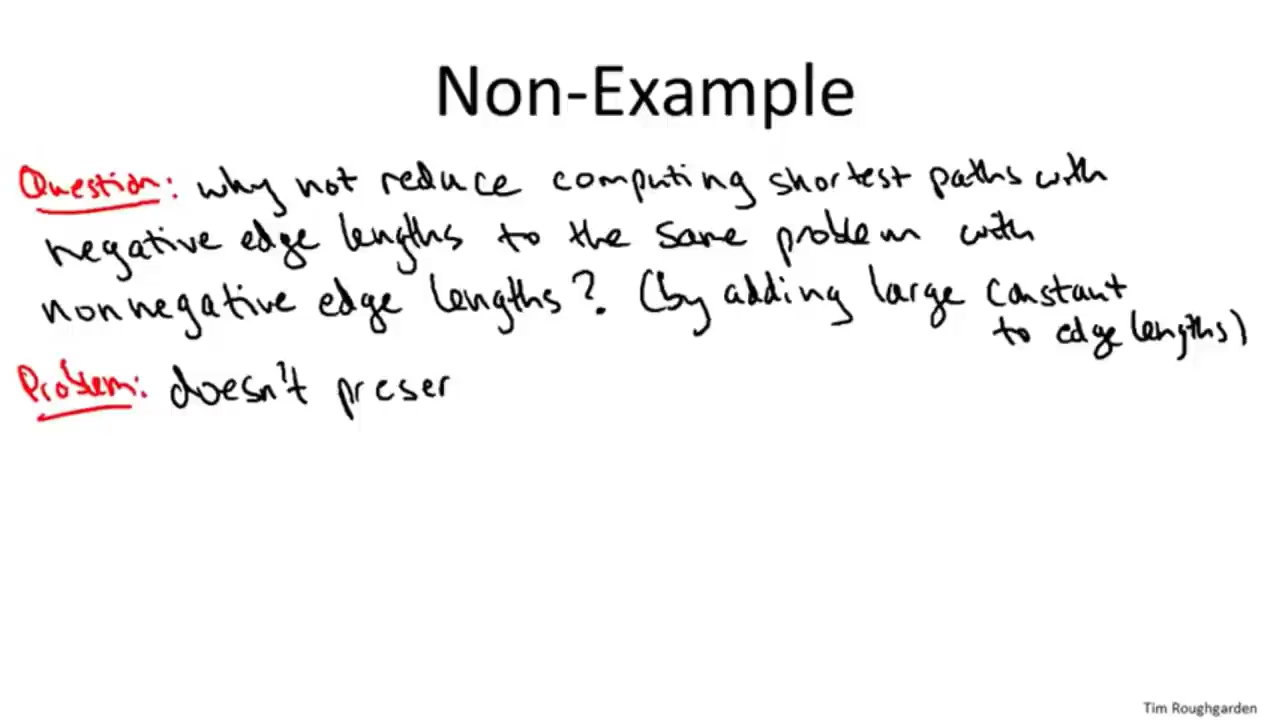 Non-Example
Question: why not reduce computing shortest paths with
negative edge lengths to the same problem with
nonnegative edge lengths? (by adding large constant
to edge lengths)
Problem: doesn't preser
Tim Roughgarden